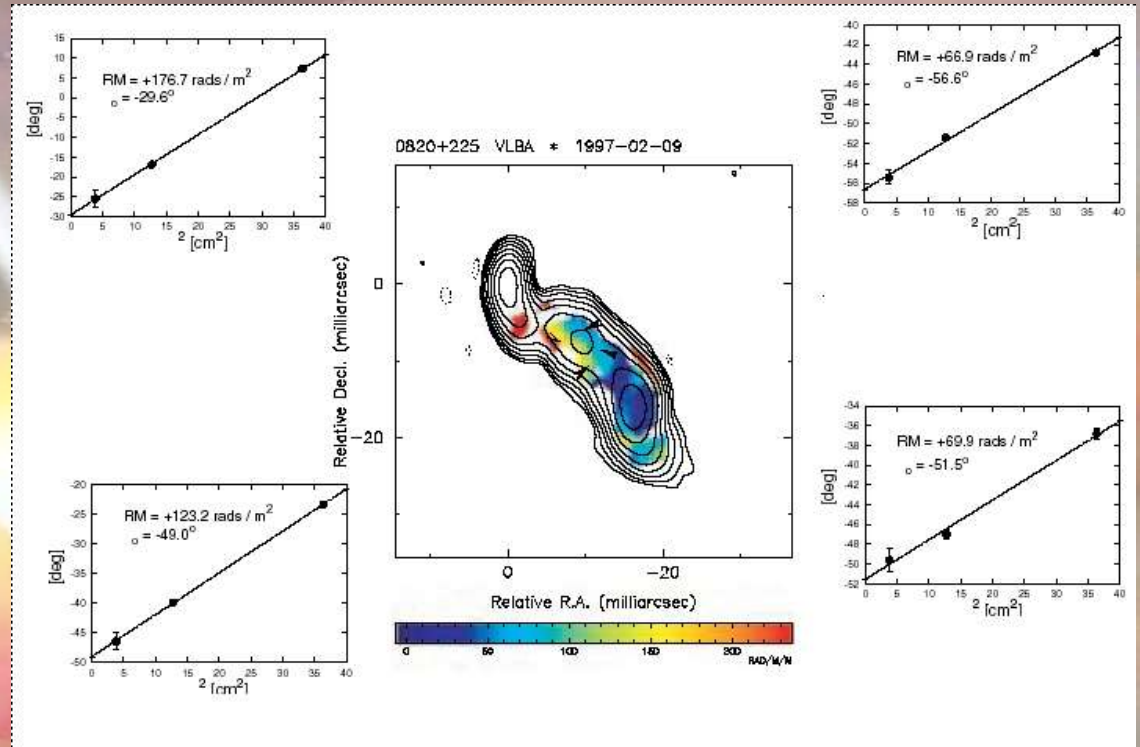 RM = +176.7 rads / m²
o = -29.6°
15
10
5
0
-5
-10
-15
-20
-25
-30
[deg]
0 5 10 15 20 25 30 35 40
² [cm²]
RM = +66.9 rads / m²
o = -56.6°
-40
-42
-44
-46
-48
-50
-52
-54
-56
-58
[deg]
0 5 10 15 20 25 30 35 40
² [cm²]
0820+225 VLBA * 1997-02-09
Relative Decl. (milliarcsec)
0
-20
0 -20
Relative R.A. (milliarcsec)
0 50 100 150 200
RAD/M/M
RM = +123.2 rads / m²
o = -49.0°
-20
-25
-30
-35
-40
-45
-50
[deg]
0 5 10 15 20 25 30 35 40
² [cm²]
RM = +69.9 rads / m²
o = -51.5°
-34
-36
-38
-40
-42
-44
-46
-48
-50
-52
[deg]
0 5 10 15 20 25 30 35 40
² [cm²]